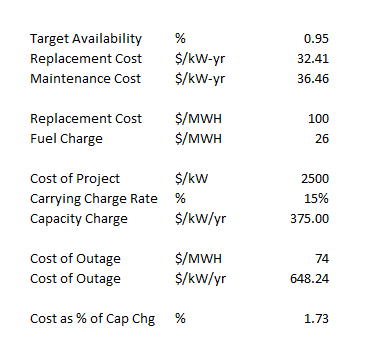 Target Availability % 0.95
Replacement Cost $/kW-yr 32.41
Maintenance Cost $/kW-yr 36.46
Replacement Cost $/MWH 100
Fuel Charge $/MWH 26
Cost of Project $/kW 2500
Carrying Charge Rate % 15%
Capacity Charge $/kW/yr 375.00
Cost of Outage $/MWH 74
Cost of Outage $/kW/yr 648.24
Cost as % of Cap Chg % 1.73